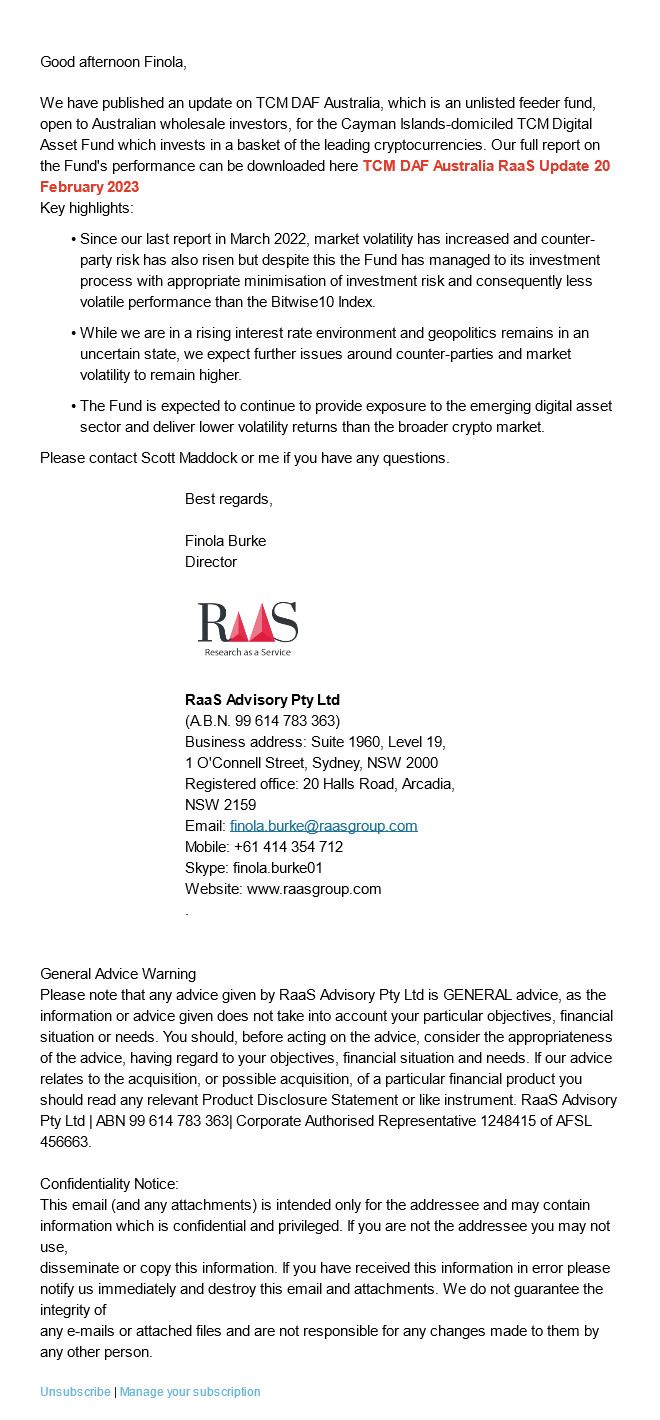 Good afternoon Finola,
We have published an update on TCM DAF Australia, which is an unlisted feeder fund,
open to Australian wholesale investors, for the Cayman Islands-domiciled TCM Digital
Asset Fund which invests in a basket of the leading cryptocurrencies. Our full report on
the Fund's performance can be downloaded here TCM DAF Australia RaaS Update 20
February 2023
Key highlights:
• Since our last report in March 2022, market volatility has increased and counter-
party risk has also risen but despite this the Fund has managed to its investment
process with appropriate minimisation of investment risk and consequently less
volatile performance than the Bitwise10 Index.
• While we are in a rising interest rate environment and geopolitics remains in an
uncertain state, we expect further issues around counter-parties and market
volatility to remain higher.
• The Fund is expected to continue to provide exposure to the emerging digital asset
sector and deliver lower volatility returns than the broader crypto market.
Please contact Scott Maddock or me if you have any questions.
Best regards,
Finola Burke
Director
RAAS
Research as a Service
RaaS Advisory Pty Ltd
(A.B.N. 99 614 783 363)
Business address: Suite 1960, Level 19,
1 O'Connell Street, Sydney, NSW 2000
Registered office: 20 Halls Road, Arcadia,
NSW 2159
Email: finola.burke@raasgroup.com
Mobile: +61 414 354 712
Skype: finola.burke01
Website: www.raasgroup.com
.
General Advice Warning
Please note that any advice given by RaaS Advisory Pty Ltd is GENERAL advice, as the
information or advice given does not take into account your particular objectives, financial
situation or needs. You should, before acting on the advice, consider the appropriateness
of the advice, having regard to your objectives, financial situation and needs. If our advice
relates to the acquisition, or possible acquisition, of a particular financial product you
should read any relevant Product Disclosure Statement or like instrument. RaaS Advisory
Pty Ltd | ABN 99 614 783 363| Corporate Authorised Representative 1248415 of AFSL
456663.
Confidentiality Notice:
This email (and any attachments) is intended only for the addressee and may contain
information which is confidential and privileged. If you are not the addressee you may not
use,
disseminate or copy this information. If you have received this information in error please
notify us immediately and destroy this email and attachments. We do not guarantee the
integrity of
any e-mails or attached files and are not responsible for any changes made to them by
any other person.
Unsubscribe | Manage your subscription